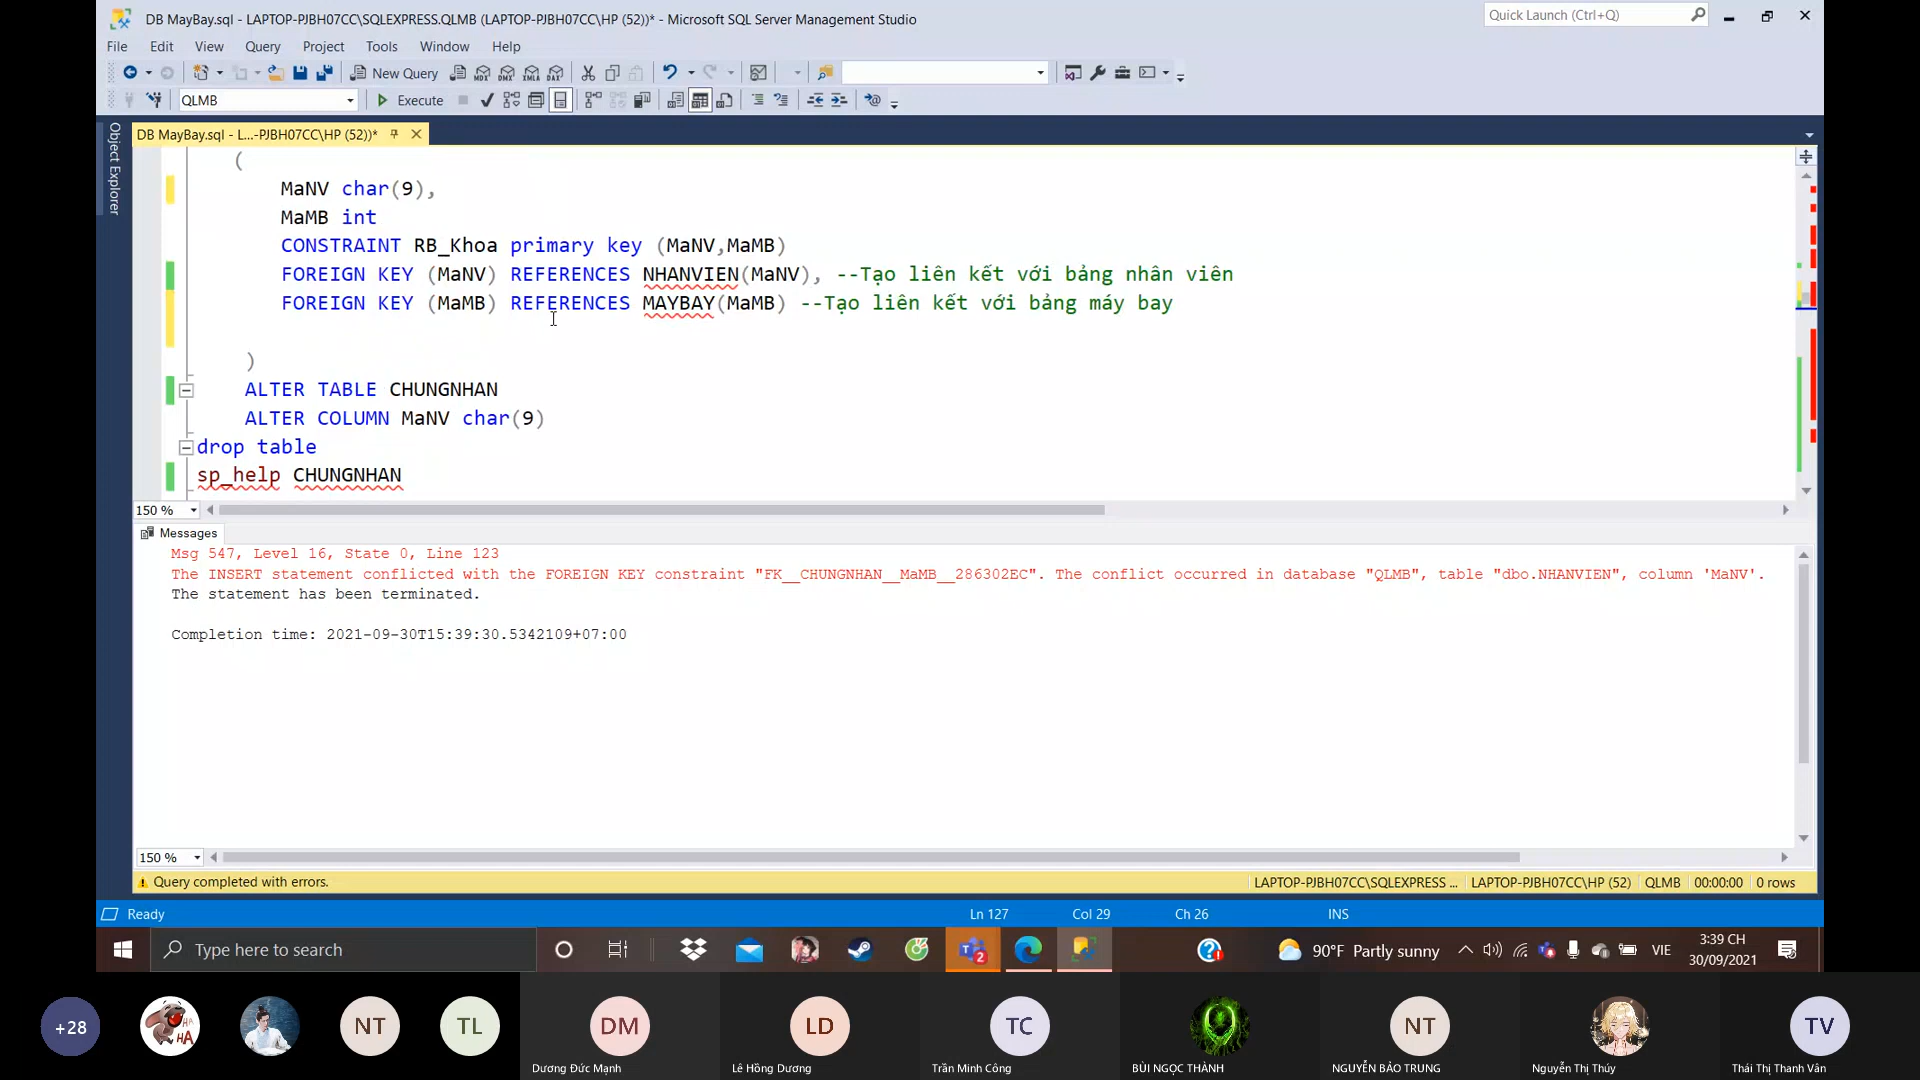 DB MayBay.sql - LAPTOP-PJBH07CC\SQLEXPRESS.QLMB (LAPTOP-PJBH07CC\HP (52))* - Microsoft SQL Server Management Studio
Quick Launch (Ctrl+Q)
File Edit View Query Project Tools Window Help
New Query
QLMB
Execute
DB MayBay.sql - L...-PJBH07CC\HP (52))*
Object Explorer
(
MaNV char(9),
MaMB int
CONSTRAINT RB_Khoa primary key (MaNV,MaMB)
FOREIGN KEY (MaNV) REFERENCES NHANVIEN(MaNV), --Tạo liên kết với bảng nhân viên
FOREIGN KEY (MaMB) REFERENCES MAYBAY(MaMB) --Tạo liên kết với bảng máy bay
)
ALTER TABLE CHUNGNHAN
ALTER COLUMN MaNV char(9)
drop table
sp_help CHUNGNHAN
150 %
Messages
Msg 547, Level 16, State 0, Line 123
The INSERT statement conflicted with the FOREIGN KEY constraint "FK__CHUNGNHAN__MaMB__286302EC". The conflict occurred in database "QLMB", table "dbo.NHANVIEN", column 'MaNV'.
The statement has been terminated.
Completion time: 2021-09-30T15:39:30.5342109+07:00
150 %
Query completed with errors.
LAPTOP-PJBH07CC\SQLEXPRESS ... LAPTOP-PJBH07CC\HP (52) QLMB 00:00:00 0 rows
Ready Ln 127 Col 29 Ch 26 INS
Type here to search
2
90°F Partly sunny
VIE
3:39 CH
30/09/2021
+28
HA HA
NT
TL
DM
LD
TC
NT
TV
Dương Đức Mạnh
Lê Hồng Dương
Trần Minh Công
BÙI NGỌC THÀNH
NGUYỄN BẢO TRUNG
Nguyễn Thị Thúy
Thái Thị Thanh Vân